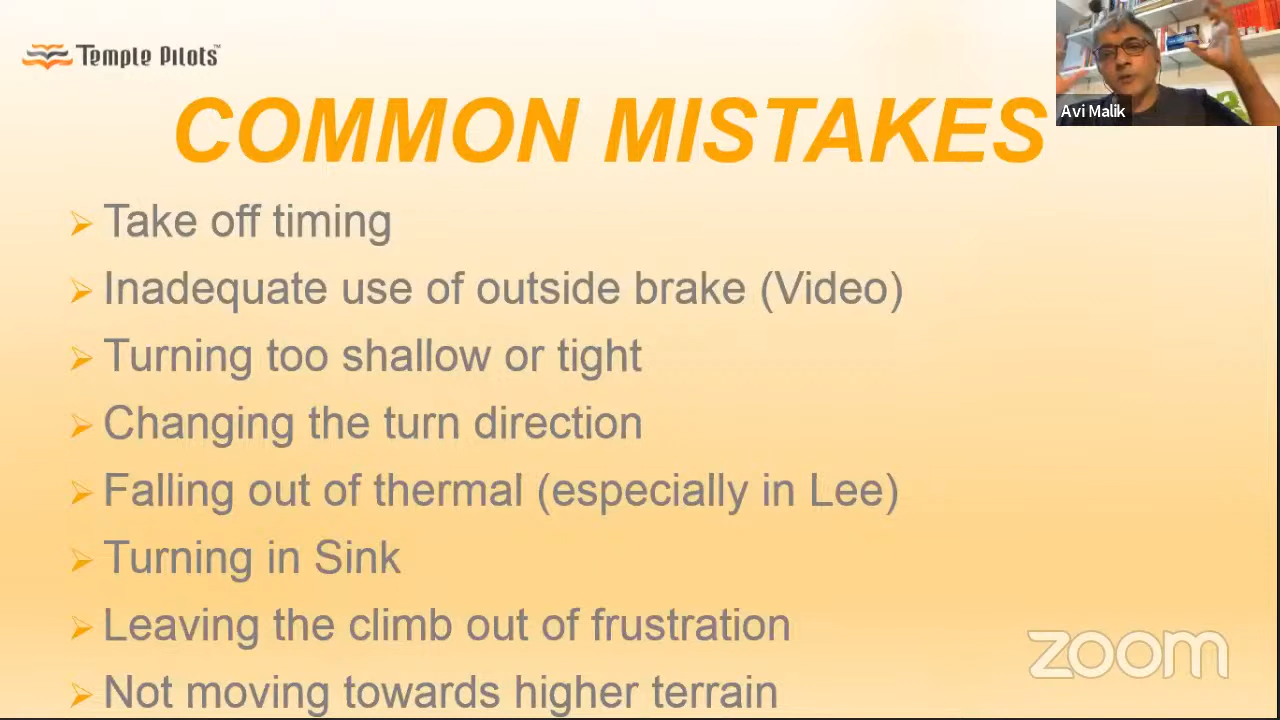 Temple Pilots™
Avi Malik
COMMON MISTAKES
Take off timing
Inadequate use of outside brake (Video)
Turning too shallow or tight
Changing the turn direction
Falling out of thermal (especially in Lee)
Turning in Sink
Leaving the climb out of frustration
Not moving towards higher terrain
zoom